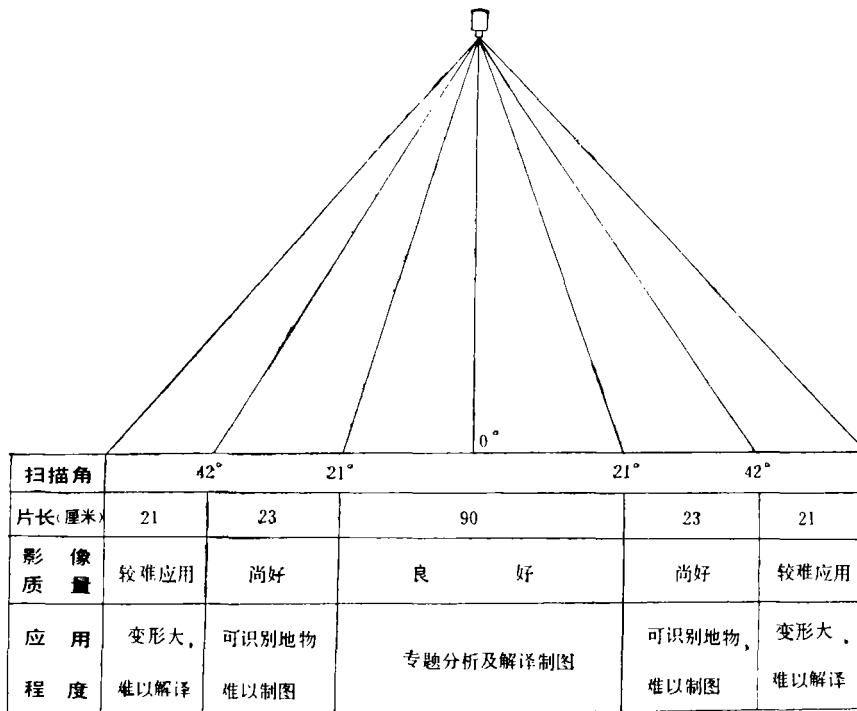 0°
扫描角 42° 21° 21° 42°
片长(厘米) 21 23 90 23 21
影像质量 较难应用 尚好 良好 尚好 较难应用
应用程度 变形大,难以解译 可识别地物难以制图 专题分析及解译制图 可识别地物,难以制图 变形大,难以解译